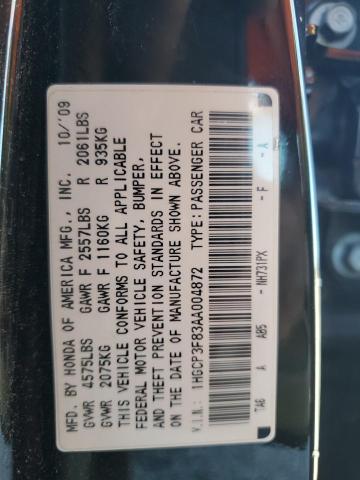 MFD. BY HONDA OF AMERICA MFG., INC. 10/'09
GVWR 4575LBS GAWR F 2557LBS R 2061LBS
GVWR 2075KG GAWR F 1160KG R 935KG
THIS VEHICLE CONFORMS TO ALL APPLICABLE
FEDERAL MOTOR VEHICLE SAFETY, BUMPER,
AND THEFT PREVENTION STANDARDS IN EFFECT
ON THE DATE OF MANUFACTURE SHOWN ABOVE.
V.I.N.: 1HGCP3F83AA004872 TYPE: PASSENGER CAR
TA6 A AB5 - NH731PX - F - A